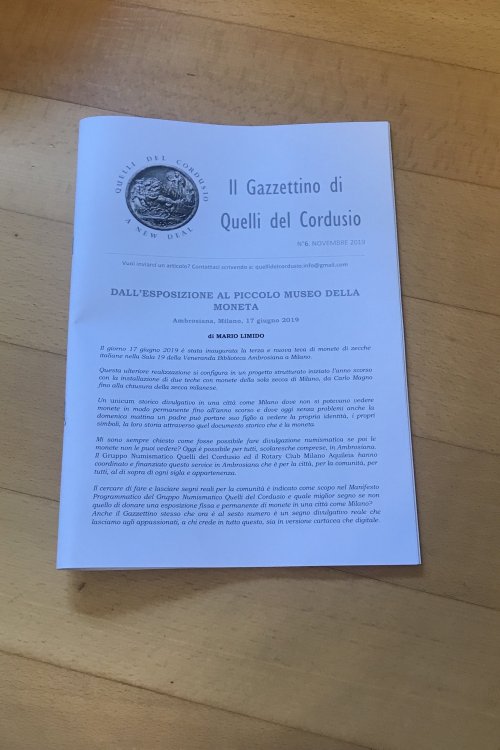 QUELLI DEL CORDUSIO
A NEW DEAL
Il Gazzettino di
Quelli del Cordusio
N°6, NOVEMBRE 2019
Vuoi inviarci un articolo? Contattaci scrivendo a: quellidelcordusio.info@gmail.com
DALL'ESPOSIZIONE AL PICCOLO MUSEO DELLA
MONETA
Ambrosiana, Milano, 17 giugno 2019
di MARIO LIMIDO
Il giorno 17 giugno 2019 è stata inaugurata la terza e nuova teca di monete di zecche
italiane nella Sala 19 della Veneranda Biblioteca Ambrosiana a Milano.
Questa ulteriore realizzazione si configura in un progetto strutturato iniziato l'anno scorso
con la installazione di due teche con monete della sola zecca di Milano, da Carlo Magno
fino alla chiusura della zecca milanese.
Un unicum storico divulgativo in una città come Milano dove non si potevano vedere
monete in modo permanente fino all'anno scorso e dove oggi senza problemi anche la
domenica mattina un padre può portare suo figlio a vedere la propria identità, i propri
simboli, la loro storia attraverso quel documento storico che è la moneta.
Mi sono sempre chiesto come fosse possibile fare divulgazione numismatica se poi le
monete non le puoi vedere? Oggi è possibile per tutti, scolaresche comprese, in Ambrosiana.
Il Gruppo Numismatico Quelli del Cordusio ed il Rotary Club Milano Aquileia hanno
coordinato e finanziato questo service in Ambrosiana che è per la città, per la comunità, per
tutti, al di sopra di ogni sigla e appartenenza.
Il cercare di fare e lasciare segni reali per la comunità è indicato come scopo nel Manifesto
Programmatico del Gruppo Numismatico Quelli del Cordusio e quale miglior segno se non
quello di donare una esposizione fissa e permanente di monete in una città come Milano?
Anche il Gazzettino stesso che ora è al sesto numero è un segno divulgativo reale che
lasciamo agli appassionati, a chi crede in tutto questo, sia in versione cartacea che digitale.